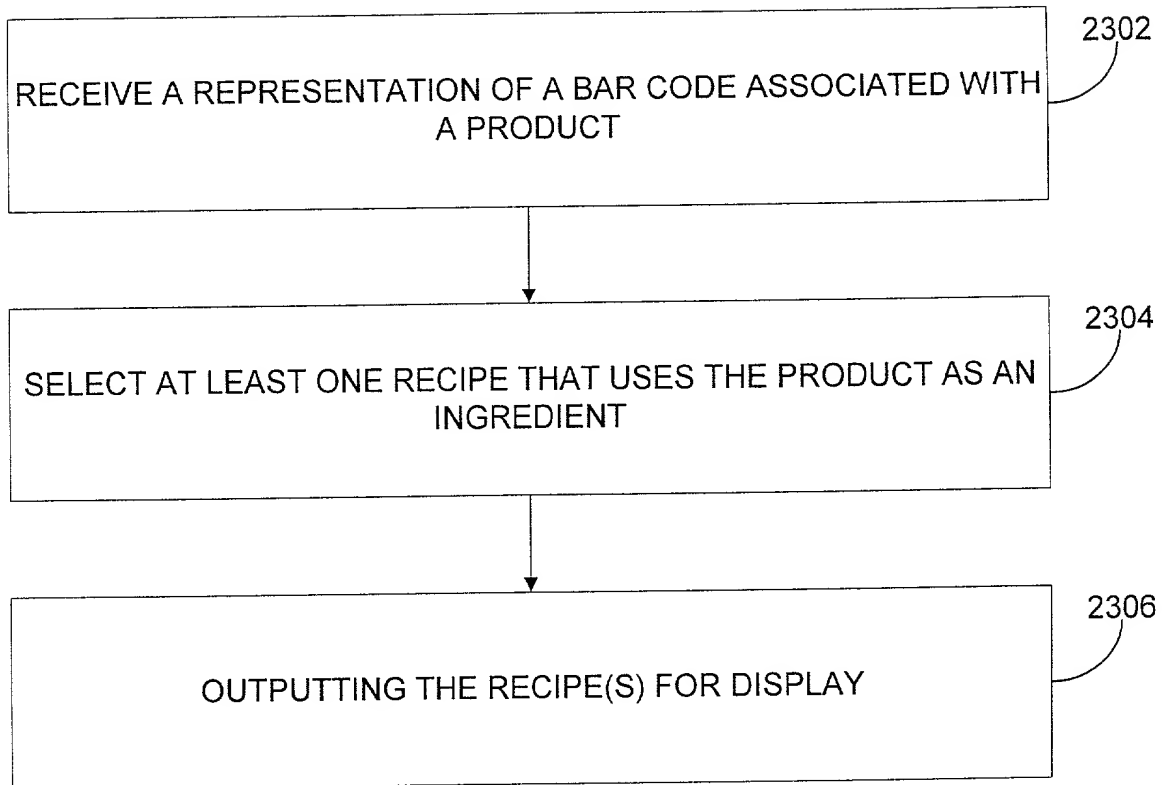 2302
RECEIVE A REPRESENTATION OF A BAR CODE ASSOCIATED WITH
A PRODUCT
2304
SELECT AT LEAST ONE RECIPE THAT USES THE PRODUCT AS AN
INGREDIENT
2306
OUTPUTTING THE RECIPE(S) FOR DISPLAY